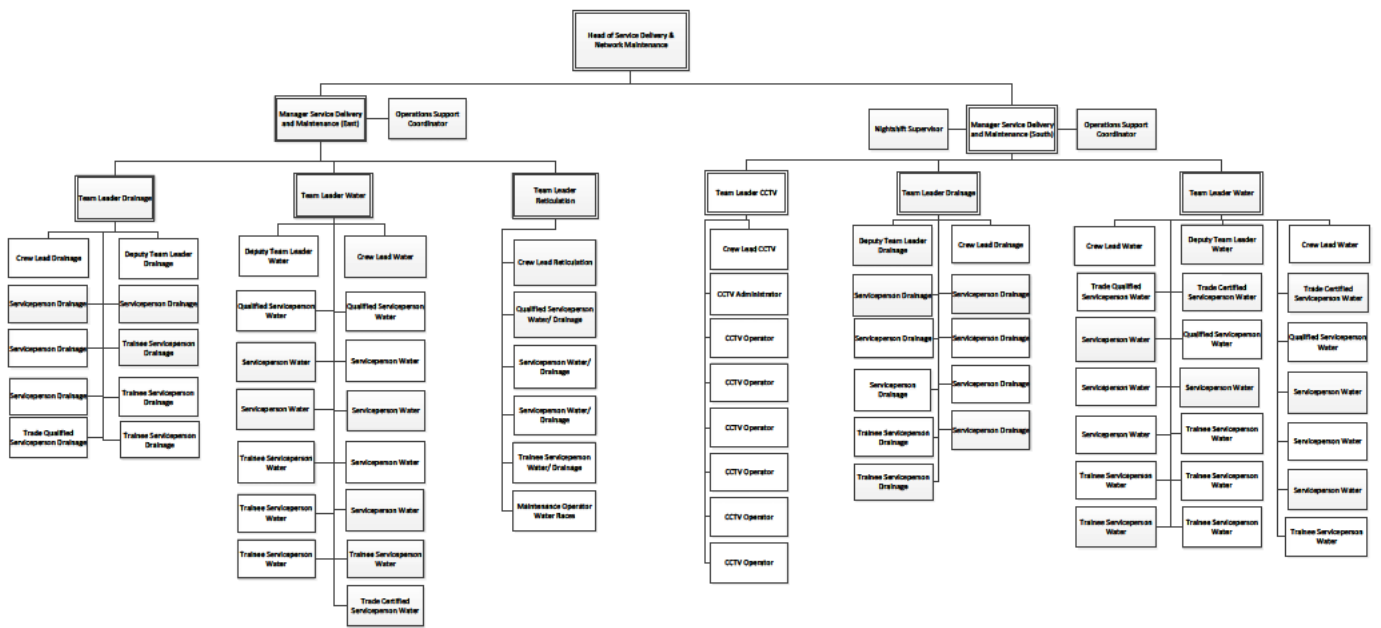 Head of Service Delivery &
Network Maintenance
Manager Service Delivery
and Maintenance (East)
Operations Support
Coordinator
Nightshift Supervisor
Manager Service Delivery
and Maintenance (South)
Operations Support
Coordinator
Team Leader Drainage
Team Leader Water
Team Leader
Reticulation
Team Leader CCTV
Team Leader Drainage
Team Leader Water
Crew Lead Drainage
Serviceperson Drainage
Serviceperson Drainage
Serviceperson Drainage
Trade Qualified
Serviceperson Drainage
Deputy Team Leader
Drainage
Serviceperson Drainage
Trainee Serviceperson
Drainage
Trainee Serviceperson
Drainage
Trainee Serviceperson
Drainage
Deputy Team Leader
Water
Qualified Serviceperson
Water
Serviceperson Water
Serviceperson Water
Trainee Serviceperson
Water
Trainee Serviceperson
Water
Trainee Serviceperson
Water
Crew Lead Water
Qualified Serviceperson
Water
Serviceperson Water
Serviceperson Water
Serviceperson Water
Serviceperson Water
Trainee Serviceperson
Water
Trade Certified
Serviceperson Water
Crew Lead Reticulation
Qualified Serviceperson
Water/ Drainage
Serviceperson Water/
Drainage
Serviceperson Water/
Drainage
Trainee Serviceperson
Water/ Drainage
Maintenance Operator
Water Races
Crew Lead CCTV
CCTV Administrator
CCTV Operator
CCTV Operator
CCTV Operator
CCTV Operator
CCTV Operator
CCTV Operator
Deputy Team Leader
Drainage
Serviceperson Drainage
Serviceperson Drainage
Serviceperson
Drainage
Trainee Serviceperson
Drainage
Trainee Serviceperson
Drainage
Crew Lead Drainage
Serviceperson Drainage
Serviceperson Drainage
Serviceperson Drainage
Serviceperson Drainage
Crew Lead Water
Trade Qualified
Serviceperson Water
Serviceperson Water
Serviceperson Water
Serviceperson Water
Trainee Serviceperson
Water
Trainee Serviceperson
Water
Deputy Team Leader
Water
Trade Certified
Serviceperson Water
Qualified Serviceperson
Water
Serviceperson Water
Trainee Serviceperson
Water
Trainee Serviceperson
Water
Trainee Serviceperson
Water
Crew Lead Water
Trade Certified
Serviceperson Water
Qualified Serviceperson
Water
Serviceperson Water
Serviceperson Water
Serviceperson Water
Trainee Serviceperson
Water